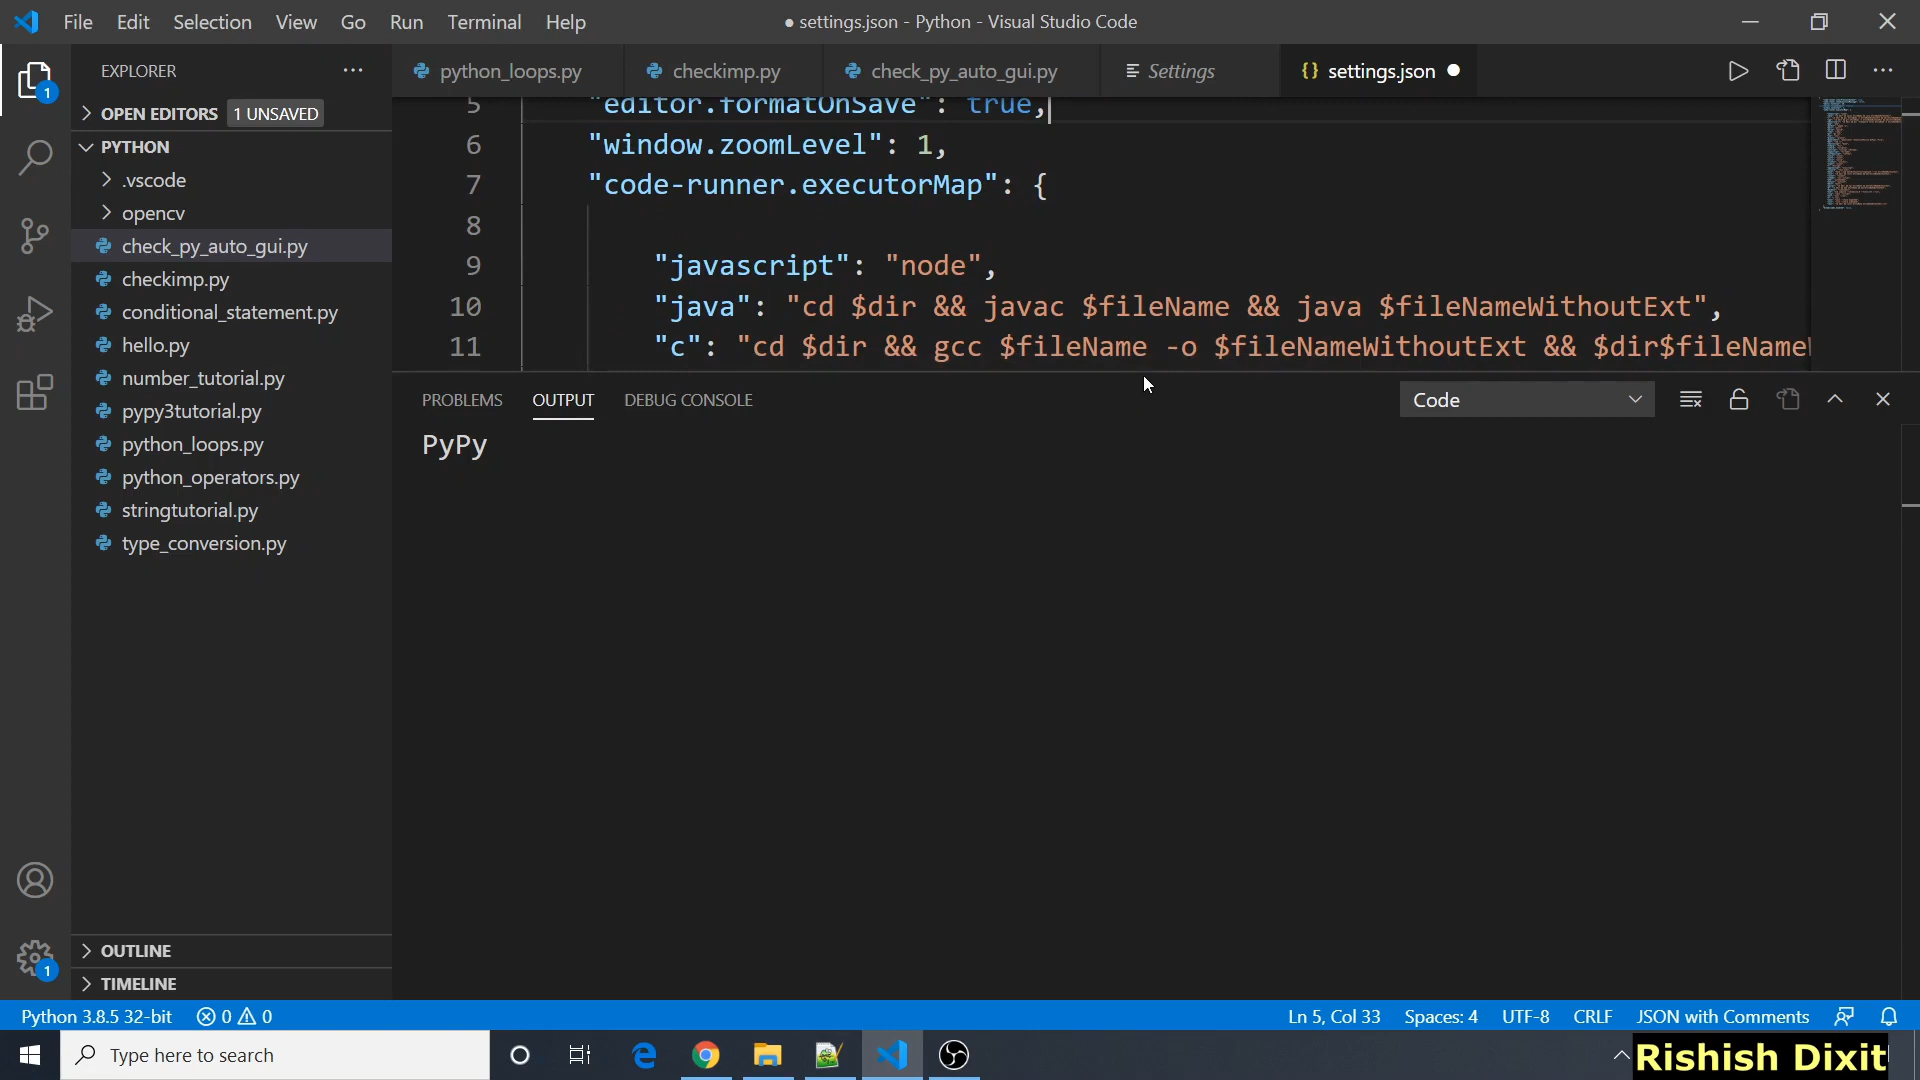 File Edit Selection View Go Run Terminal Help
● settings.json - Python - Visual Studio Code
EXPLORER
python_loops.py checkimp.py check_py_auto_gui.py Settings {} settings.json
OPEN EDITORS 1 UNSAVED
PYTHON
.vscode
opencv
check_py_auto_gui.py
checkimp.py
conditional_statement.py
hello.py
number_tutorial.py
pypy3tutorial.py
python_loops.py
python_operators.py
stringtutorial.py
type_conversion.py
OUTLINE
TIMELINE
5 "editor.formatOnSave": true,
6 "window.zoomLevel": 1,
7 "code-runner.executorMap": {
8
9 "javascript": "node",
10 "java": "cd $dir && javac $fileName && java $fileNameWithoutExt",
11 "c": "cd $dir && gcc $fileName -o $fileNameWithoutExt && $dir$fileName
PROBLEMS OUTPUT DEBUG CONSOLE Code
PyPy
1
1
Python 3.8.5 32-bit 0 0 Ln 5, Col 33 Spaces: 4 UTF-8 CRLF JSON with Comments
Type here to search
Rishish Dixit